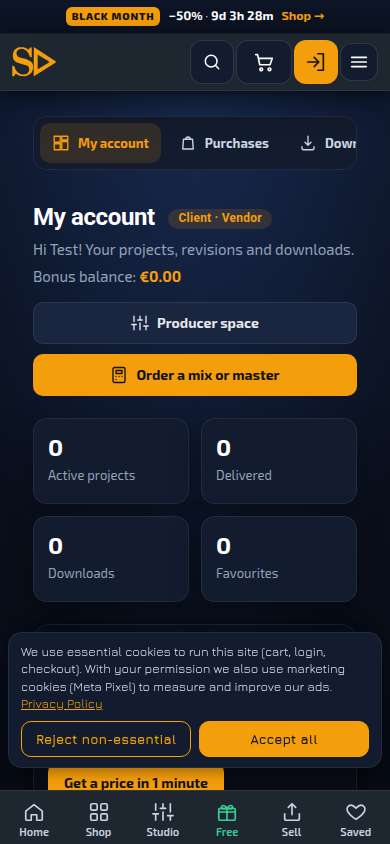 BLACK MONTH −50% · 9d 3h 28m Shop →
S
My account Purchases Down
My account Client · Vendor
Hi Test! Your projects, revisions and downloads.
Bonus balance: €0.00
Producer space
Order a mix or master
0 0
Active projects Delivered
0 0
Downloads Favourites
We use essential cookies to run this site (cart, login,
checkout). With your permission we also use marketing
cookies (Meta Pixel) to measure and improve our ads.
Privacy Policy
Reject non-essential Accept all
Get a price in 1 minute
Home Shop Studio Free Sell Saved